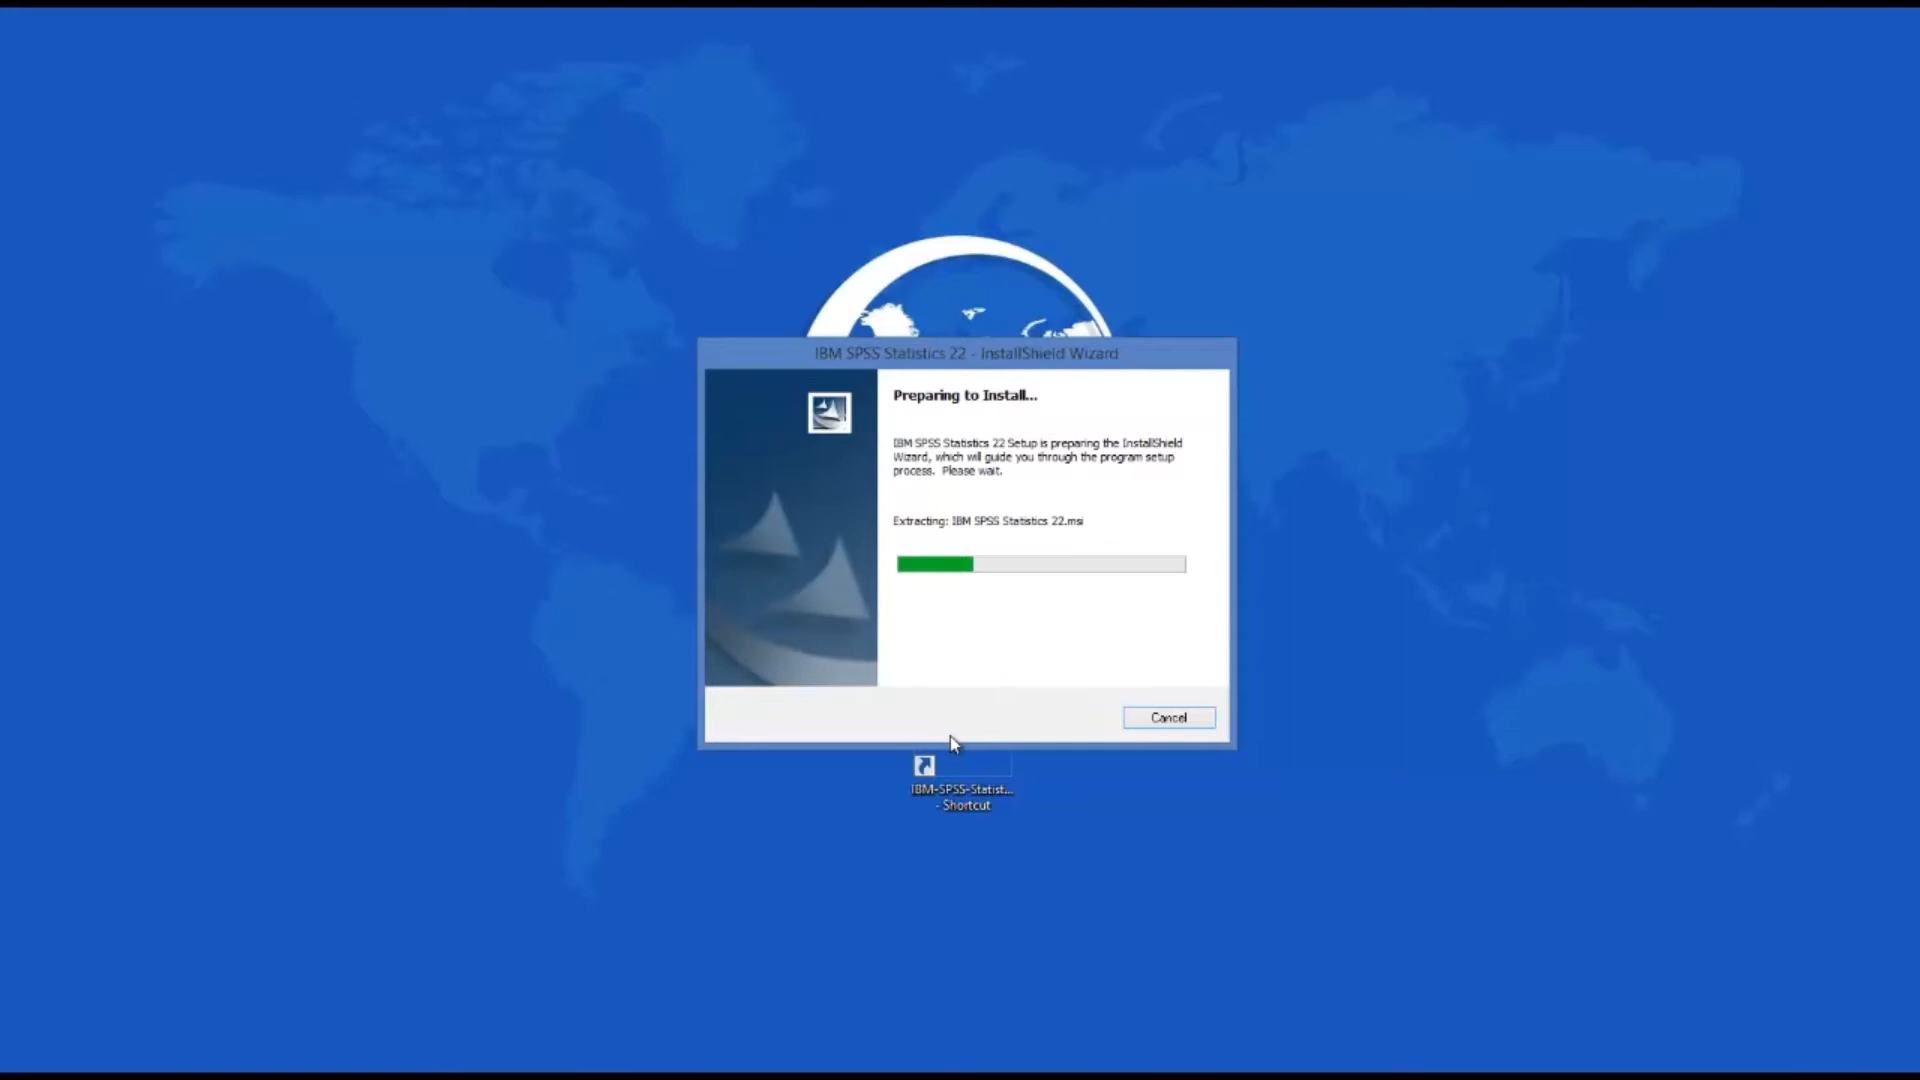 IBM SPSS Statistics 22 - InstallShield Wizard
Preparing to Install...
IBM SPSS Statistics 22 Setup is preparing the InstallShield
Wizard, which will guide you through the program setup
process. Please wait.
Extracting: IBM SPSS Statistics 22.msi
Cancel
IBM-SPSS-Statist...
- Shortcut